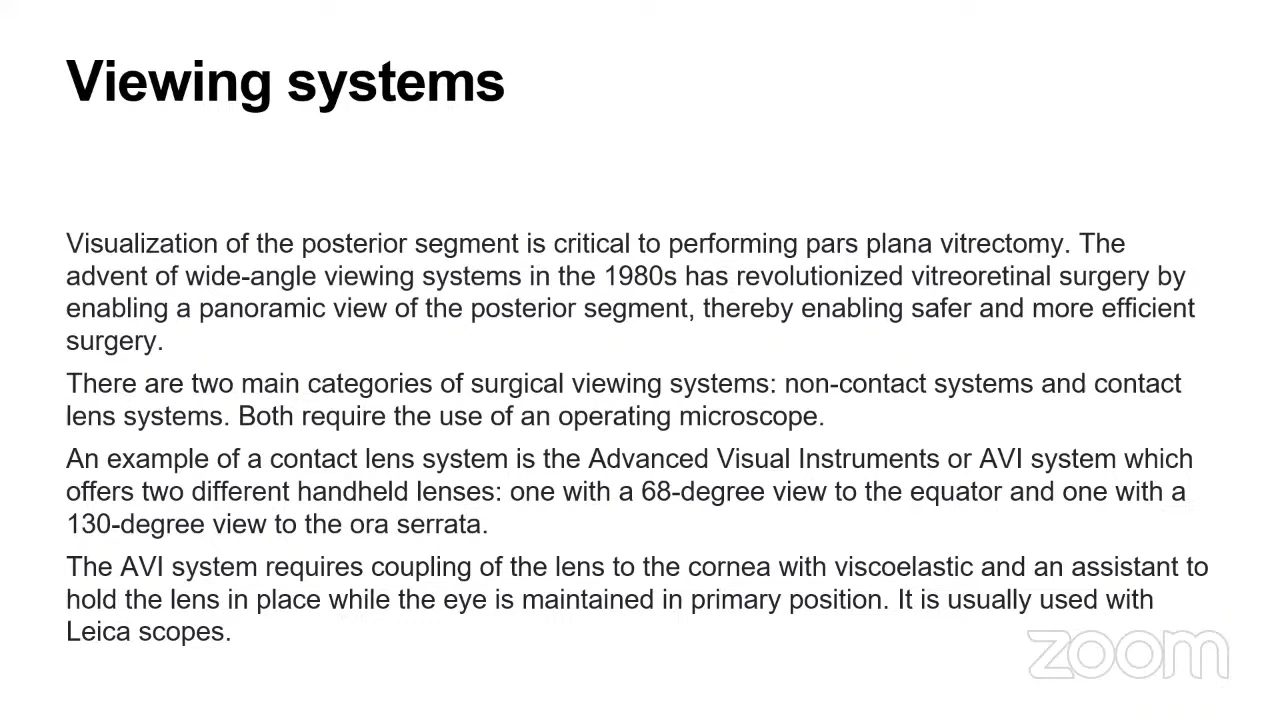 Viewing systems
Visualization of the posterior segment is critical to performing pars plana vitrectomy. The
advent of wide-angle viewing systems in the 1980s has revolutionized vitreoretinal surgery by
enabling a panoramic view of the posterior segment, thereby enabling safer and more efficient
surgery.
There are two main categories of surgical viewing systems: non-contact systems and contact
lens systems. Both require the use of an operating microscope.
An example of a contact lens system is the Advanced Visual Instruments or AVI system which
offers two different handheld lenses: one with a 68-degree view to the equator and one with a
130-degree view to the ora serrata.
The AVI system requires coupling of the lens to the cornea with viscoelastic and an assistant to
hold the lens in place while the eye is maintained in primary position. It is usually used with
Leica scopes.
zoom